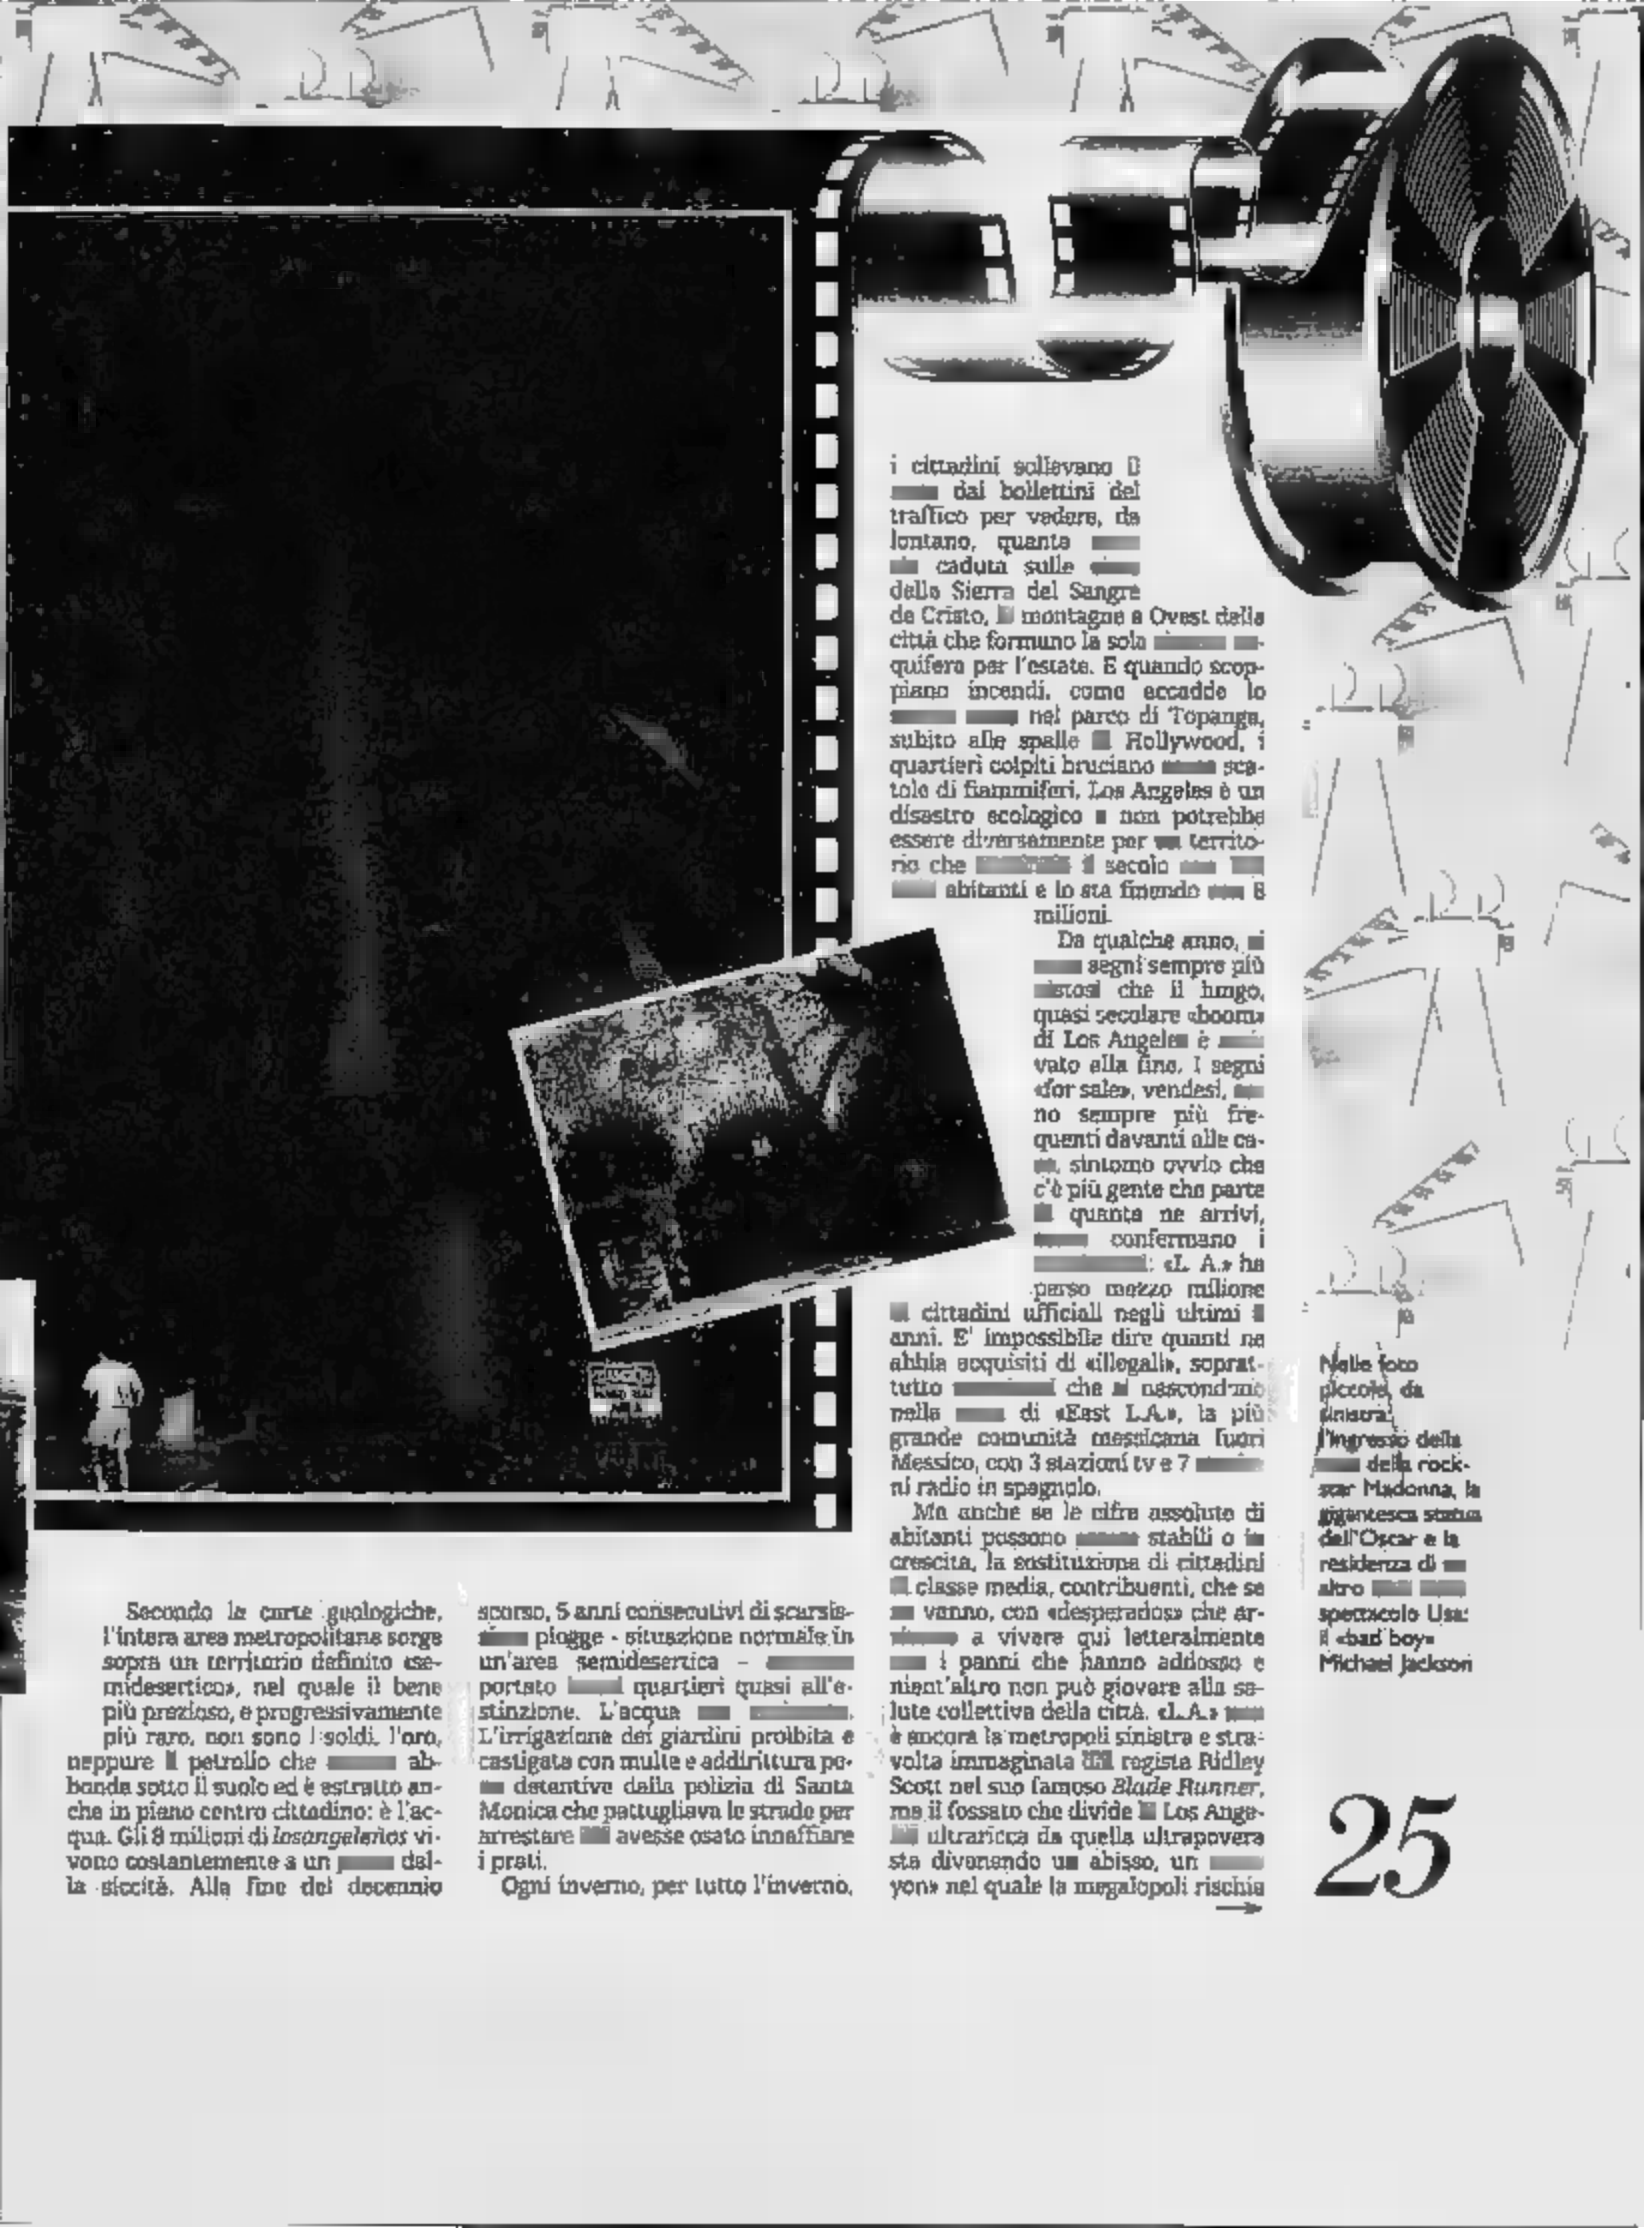 Secondo le carte geologiche,
l'intera area metropolitana sorge
sopra un territorio definito «se-
midesertico», nel quale il bene
più prezioso, e progressivamente
più raro, non sono i soldi, l'oro,
neppure il petrolio che ab-
bonda sotto il suolo ed è estratto an-
che in pieno centro cittadino: è l'ac-
qua. Gli 8 milioni di losangeleños vi-
vono costantemente a un dal-
la siccità. Alla fine del decennio
scorso, 5 anni consecutivi di scarsis-
piogge - situazione normale in
un'area semidesertica -
portato quartieri quasi all'e-
stinzione. L'acqua
L'irrigazione dei giardini proibita e
castigata con multe e addirittura pe-
detentive dalla polizia di Santa
Monica che pattugliava le strade per
arrestare avesse osato innaffiare
i prati.
Ogni inverno, per tutto l'inverno,
i cittadini sollevano
dai bollettini del
traffico per vedere, da
lontano, quanta
caduta sulle
della Sierra del Sangre
de Cristo, montagne a Ovest della
città che formano la sola
quifera per l'estate. E quando scop-
piano incendi, come accadde lo
nel parco di Topanga,
subito alle spalle Hollywood, i
quartieri colpiti bruciano sca-
tole di fiammiferi. Los Angeles è un
disastro ecologico e non potrebbe
essere diversamente per un territo-
rio che il secolo
abitanti e lo sta finendo 8
milioni.
Da qualche anno,
segni sempre più
vistosi che il lungo,
quasi secolare «boom»
di Los Angeles è
vato alla fine. I segni
«for sale», vendesi,
no sempre più fre-
quenti davanti alle ca-
sintomo ovvio che
c'è più gente che parte
quanta ne arrivi,
confermano i
«L. A.» ha
perso mezzo milione
cittadini ufficiali negli ultimi
anni. E' impossibile dire quanti ne
abbia acquisiti di «illegali», soprat-
tutto che si nascondono
nella di «East L.A.», la più
grande comunità messicana fuori
Messico, con 3 stazioni tv e 7
ni radio in spagnolo.
Ma anche se le cifre assolute di
abitanti possono stabili o in
crescita, la sostituzione di cittadini
classe media, contribuenti, che se
vanno, con «desperados» che ar-
a vivere qui letteralmente
i panni che hanno addosso e
nient'altro non può giovare alla sa-
lute collettiva della città. «L.A.»
è ancora la metropoli sinistra e stra-
volta immaginata regista Ridley
Scott nel suo famoso Blade Runner,
ma il fossato che divide Los Ange-
ultraricca da quella ultrapovera
sta divenendo un abisso, un
yon» nel quale la megalopoli rischia
Nelle foto
piccole, da
sinistra:
l'ingresso della
della rock-
star Madonna, la
gigantesca statua
dell'Oscar e la
residenza di
altro
spettacolo Usa:
il «bad boy»
Michael Jackson
25